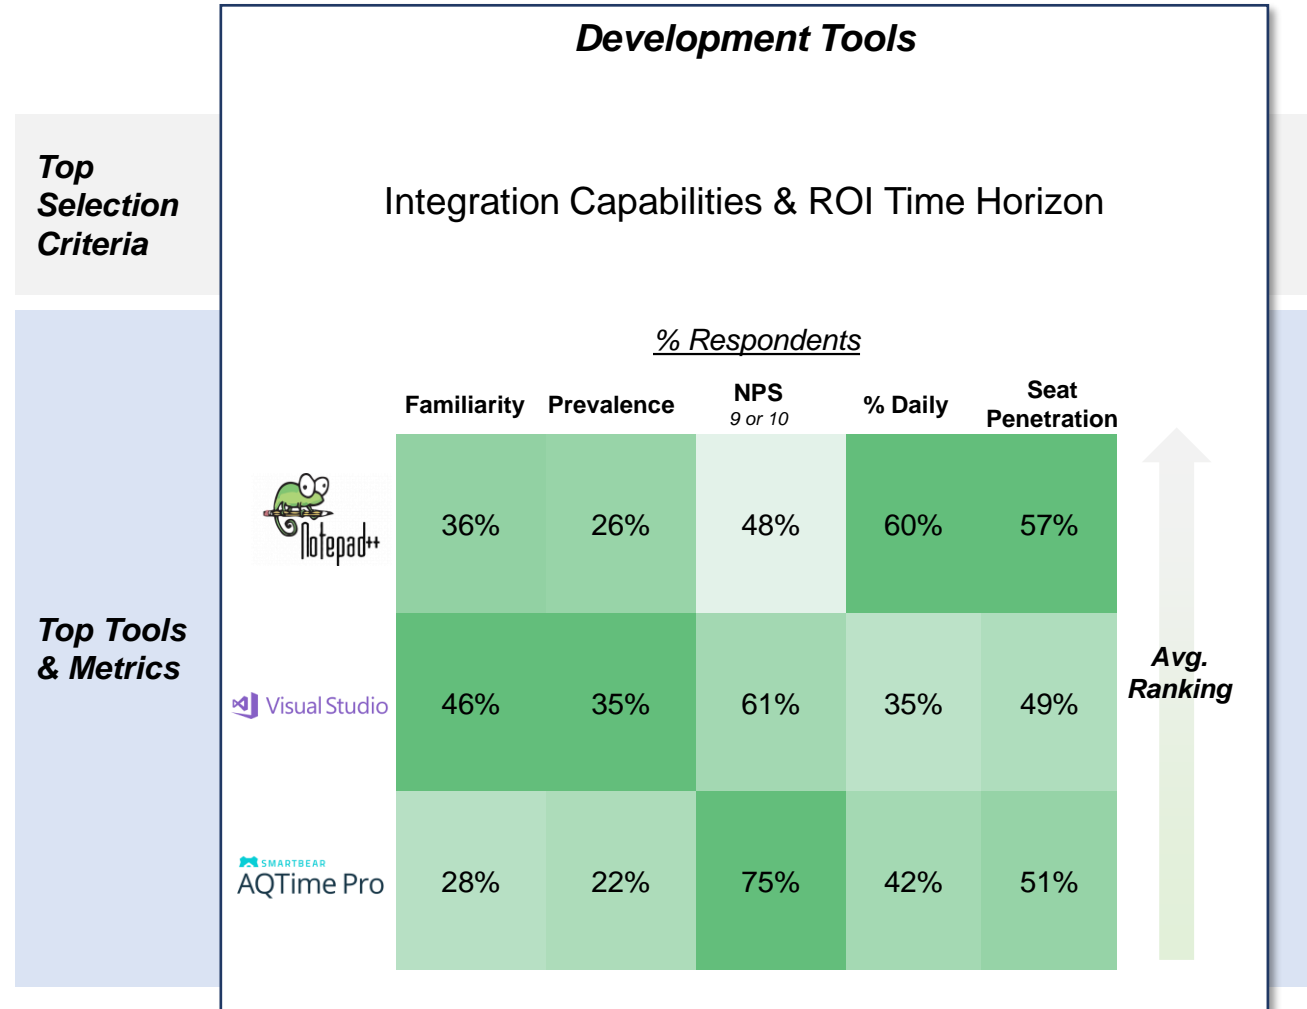 Development Tools
Top
Selection
Criteria
Integration Capabilities & ROI Time Horizon
% Respondents
Familiarity Prevalence NPS 9 or 10 % Daily Seat Penetration
Notepad++ 36% 26% 48% 60% 57%
Top Tools
& Metrics
Visual Studio 46% 35% 61% 35% 49%
Avg.
Ranking
SMARTBEAR
AQTime Pro 28% 22% 75% 42% 51%